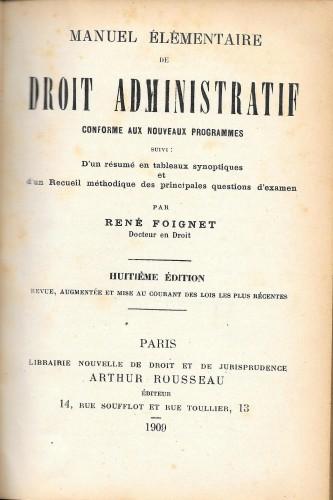 MANUEL ÉLÉMENTAIRE
DE
DROIT ADMINISTRATIF
CONFORME AUX NOUVEAUX PROGRAMMES
SUIVI :
D'un résumé en tableaux synoptiques
et
d'un Recueil méthodique des principales questions d'examen
PAR
RENÉ FOIGNET
Docteur en Droit
HUITIÈME ÉDITION
REVUE, AUGMENTÉE ET MISE AU COURANT DES LOIS LES PLUS RÉCENTES
PARIS
LIBRAIRIE NOUVELLE DE DROIT ET DE JURISPRUDENCE
ARTHUR ROUSSEAU
ÉDITEUR
14, RUE SOUFFLOT ET RUE TOULLIER, 13
1909